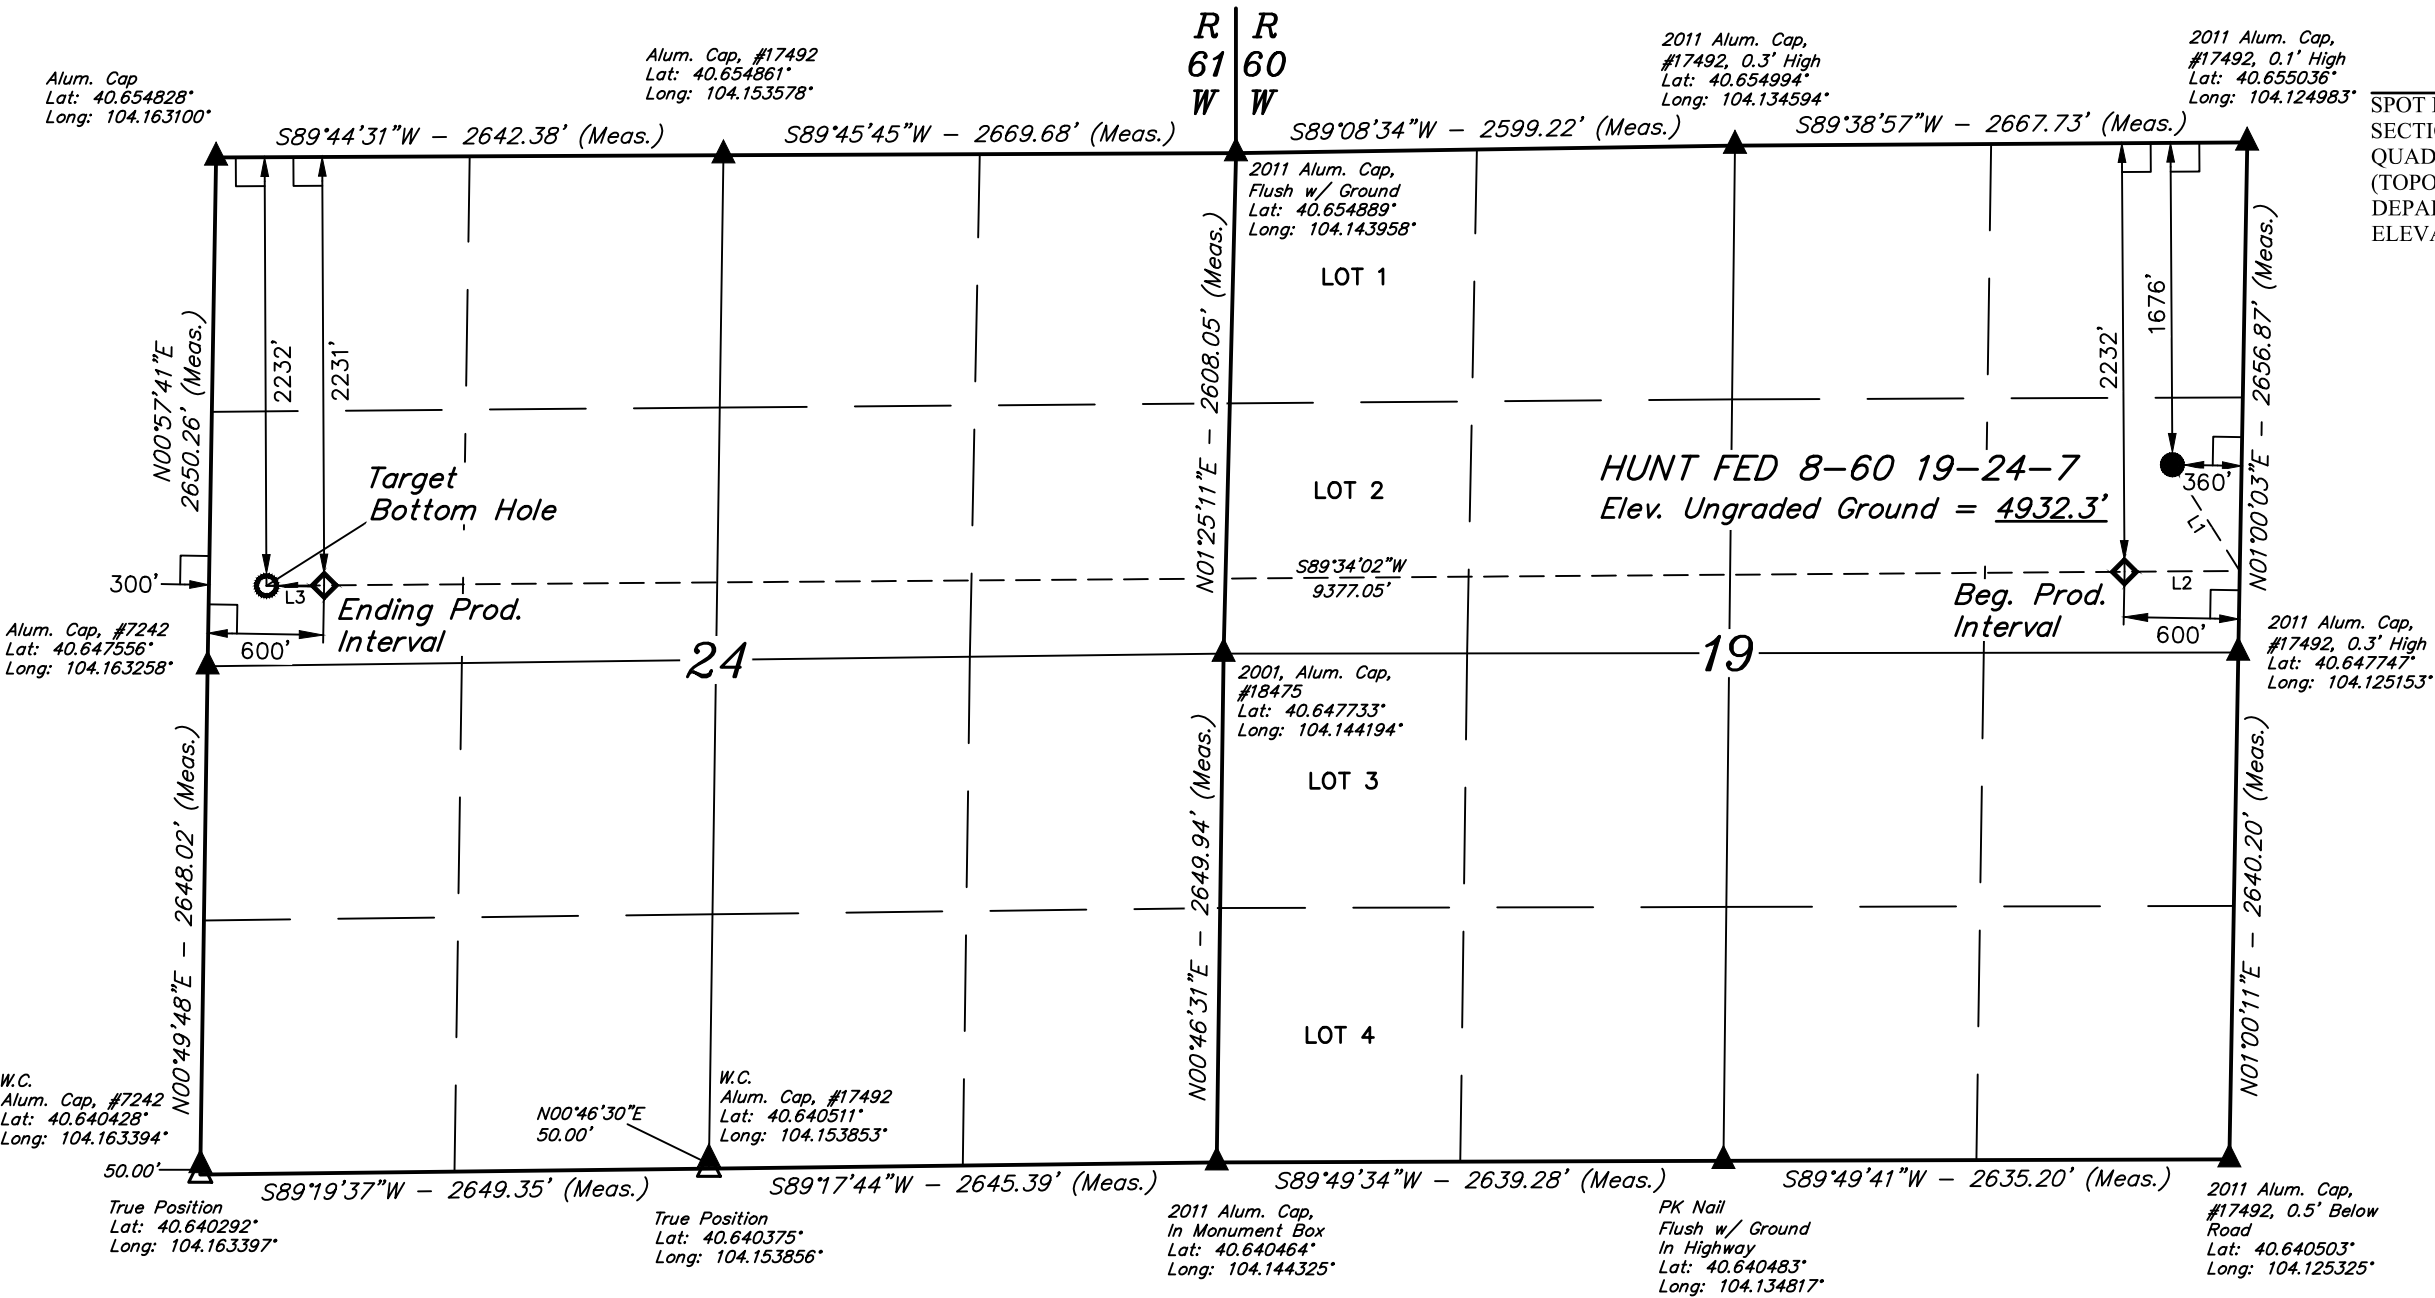 R R
61 60
W W
Alum. Cap
Lat: 40.654828°
Long: 104.163100°
Alum. Cap, #17492
Lat: 40.654861°
Long: 104.153578°
2011 Alum. Cap,
#17492, 0.3' High
Lat: 40.654994°
Long: 104.134594°
2011 Alum. Cap,
#17492, 0.1' High
Lat: 40.655036°
Long: 104.124983°
S89°44'31"W - 2642.38' (Meas.)
S89°45'45"W - 2669.68' (Meas.)
S89°08'34"W - 2599.22' (Meas.)
S89°38'57"W - 2667.73' (Meas.)
2011 Alum. Cap,
Flush w/ Ground
Lat: 40.654889°
Long: 104.143958°
LOT 1
N00°57'41"E
2650.26' (Meas.)
2232'
2231'
N01°25'11"E - 2608.05' (Meas.)
2232'
1676'
N01°00'03"E - 2656.87' (Meas.)
Target
Bottom Hole
LOT 2
HUNT FED 8-60 19-24-7
Elev. Ungraded Ground = 4932.3'
360'
L1
300'
L3
Ending Prod.
Interval
600'
S89°34'02"W
9377.05'
Beg. Prod.
Interval
L2
600'
Alum. Cap, #7242
Lat: 40.647556°
Long: 104.163258°
24
19
2011 Alum. Cap,
#17492, 0.3' High
Lat: 40.647747°
Long: 104.125153°
2001, Alum. Cap,
#18475
Lat: 40.647733°
Long: 104.144194°
LOT 3
N00°49'48"E - 2648.02' (Meas.)
N00°46'31"E - 2649.94' (Meas.)
N01°00'11"E - 2640.20' (Meas.)
LOT 4
W.C.
Alum. Cap, #7242
Lat: 40.640428°
Long: 104.163394°
50.00'
N00°46'30"E
50.00'
W.C.
Alum. Cap, #17492
Lat: 40.640511°
Long: 104.153853°
S89°19'37"W - 2649.35' (Meas.)
S89°17'44"W - 2645.39' (Meas.)
S89°49'34"W - 2639.28' (Meas.)
S89°49'41"W - 2635.20' (Meas.)
True Position
Lat: 40.640292°
Long: 104.163397°
True Position
Lat: 40.640375°
Long: 104.153856°
2011 Alum. Cap,
In Monument Box
Lat: 40.640464°
Long: 104.144325°
PK Nail
Flush w/ Ground
In Highway
Lat: 40.640483°
Long: 104.134817°
2011 Alum. Cap,
#17492, 0.5' Below
Road
Lat: 40.640503°
Long: 104.125325°
SPOT
SECTI
QUAD
(TOPO
DEPA
ELEVA